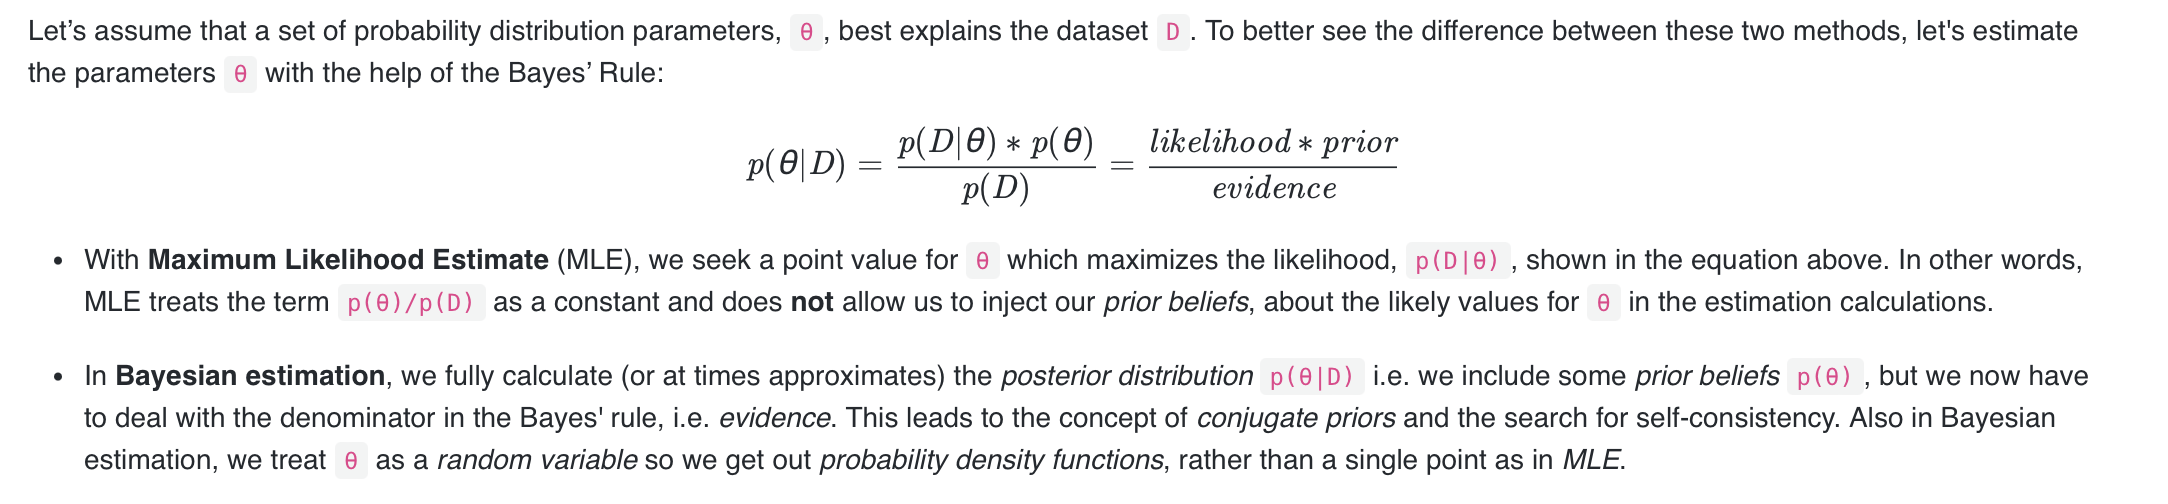 Let’s assume that a set of probability distribution parameters, θ , best explains the dataset D . To better see the difference between these two methods, let's estimate
the parameters θ with the help of the Bayes’ Rule:
p(θ|D) = p(D|θ) ∗ p(θ) / p(D) = likelihood ∗ prior / evidence
• With Maximum Likelihood Estimate (MLE), we seek a point value for θ which maximizes the likelihood, p(D|θ) , shown in the equation above. In other words,
MLE treats the term p(θ)/p(D) as a constant and does not allow us to inject our prior beliefs, about the likely values for θ in the estimation calculations.
• In Bayesian estimation, we fully calculate (or at times approximates) the posterior distribution p(θ|D) i.e. we include some prior beliefs p(θ) , but we now have
to deal with the denominator in the Bayes' rule, i.e. evidence. This leads to the concept of conjugate priors and the search for self-consistency. Also in Bayesian
estimation, we treat θ as a random variable so we get out probability density functions, rather than a single point as in MLE.